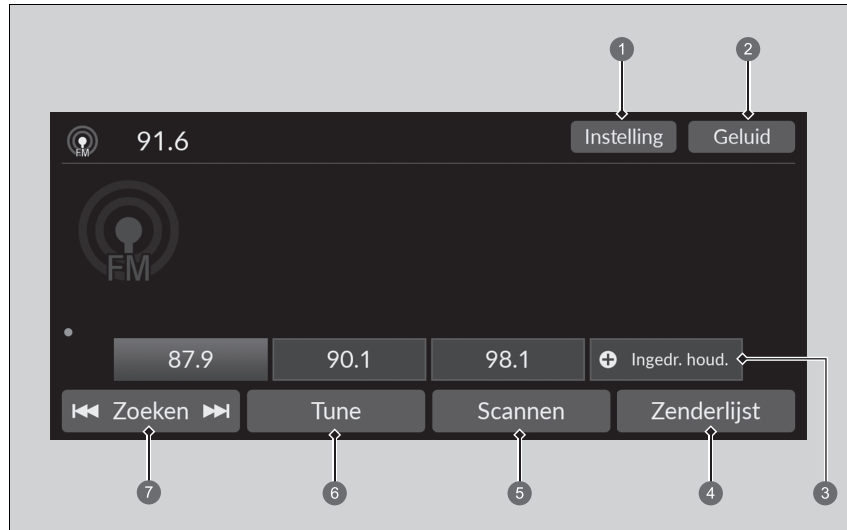 1 2
FM 91.6 Instelling Geluid
FM
87.9 90.1 98.1 Ingedr. houd.
Zoeken Tune Scannen Zenderlijst
7 6 5 4 3